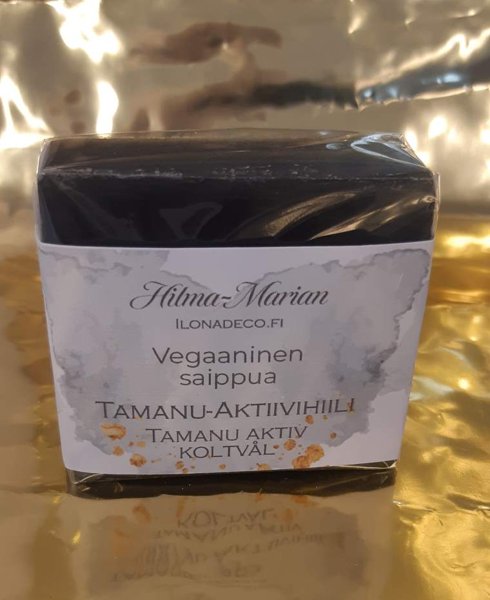 Hilma-Marian
ILONADECO.FI
Vegaaninen
saippua
TAMANU-AKTIIVIHIILI
TAMANU AKTIV
KOLTVÅL